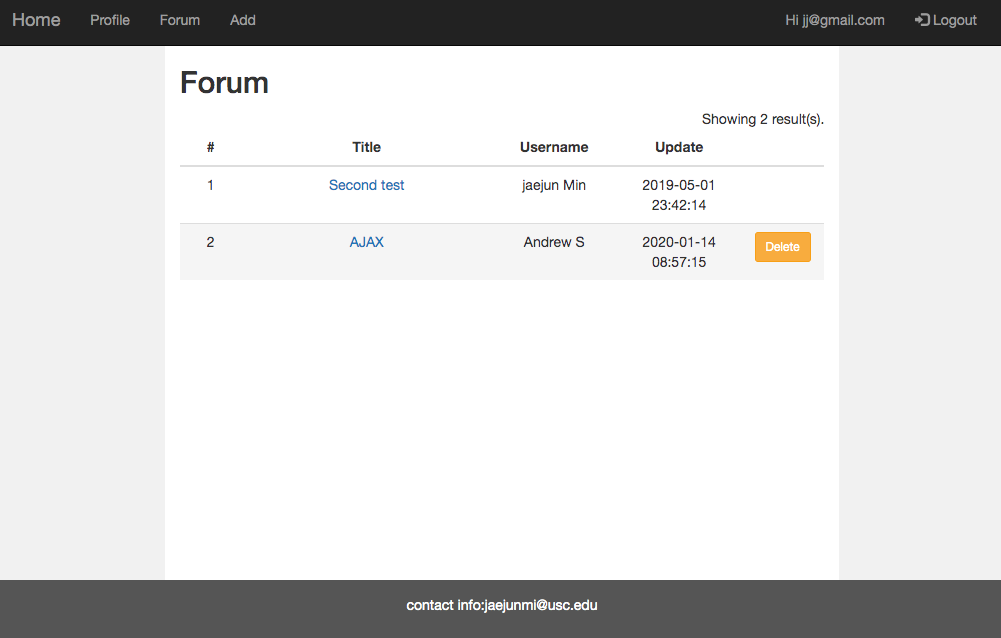 Home Profile Forum Add Hi jj@gmail.com Logout
Forum
Showing 2 result(s).
# Title Username Update
1 Second test jaejun Min 2019-05-01
23:42:14
2 AJAX Andrew S 2020-01-14 Delete
08:57:15
contact info:jaejunmi@usc.edu